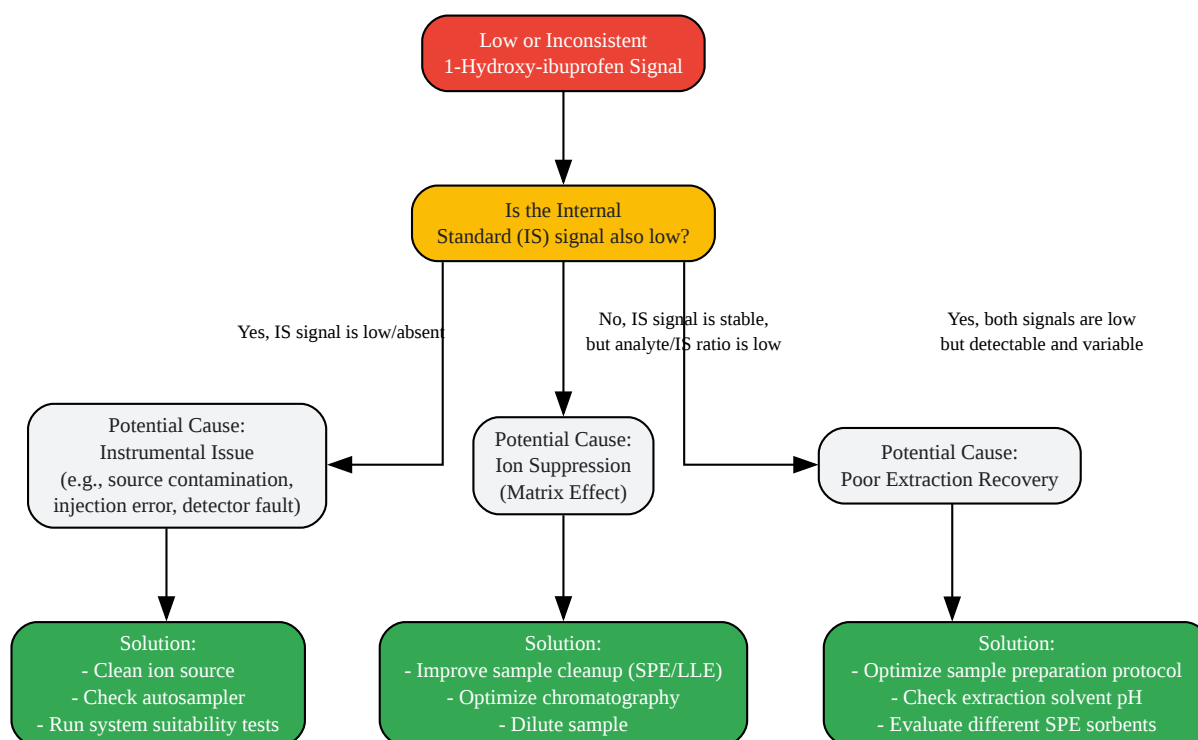 Low or Inconsistent
1-Hydroxy-ibuprofen Signal
Is the Internal
Standard (IS) signal also low?
Yes, IS signal is low/absent
No, IS signal is stable,
but analyte/IS ratio is low
Yes, both signals are low
but detectable and variable
Potential Cause:
Instrumental Issue
(e.g., source contamination,
injection error, detector fault)
Potential Cause:
Ion Suppression
(Matrix Effect)
Potential Cause:
Poor Extraction Recovery
Solution:
- Clean ion source
- Check autosampler
- Run system suitability tests
Solution:
- Improve sample cleanup (SPE/LLE)
- Optimize chromatography
- Dilute sample
Solution:
- Optimize sample preparation protocol
- Check extraction solvent pH
- Evaluate different SPE sorbents